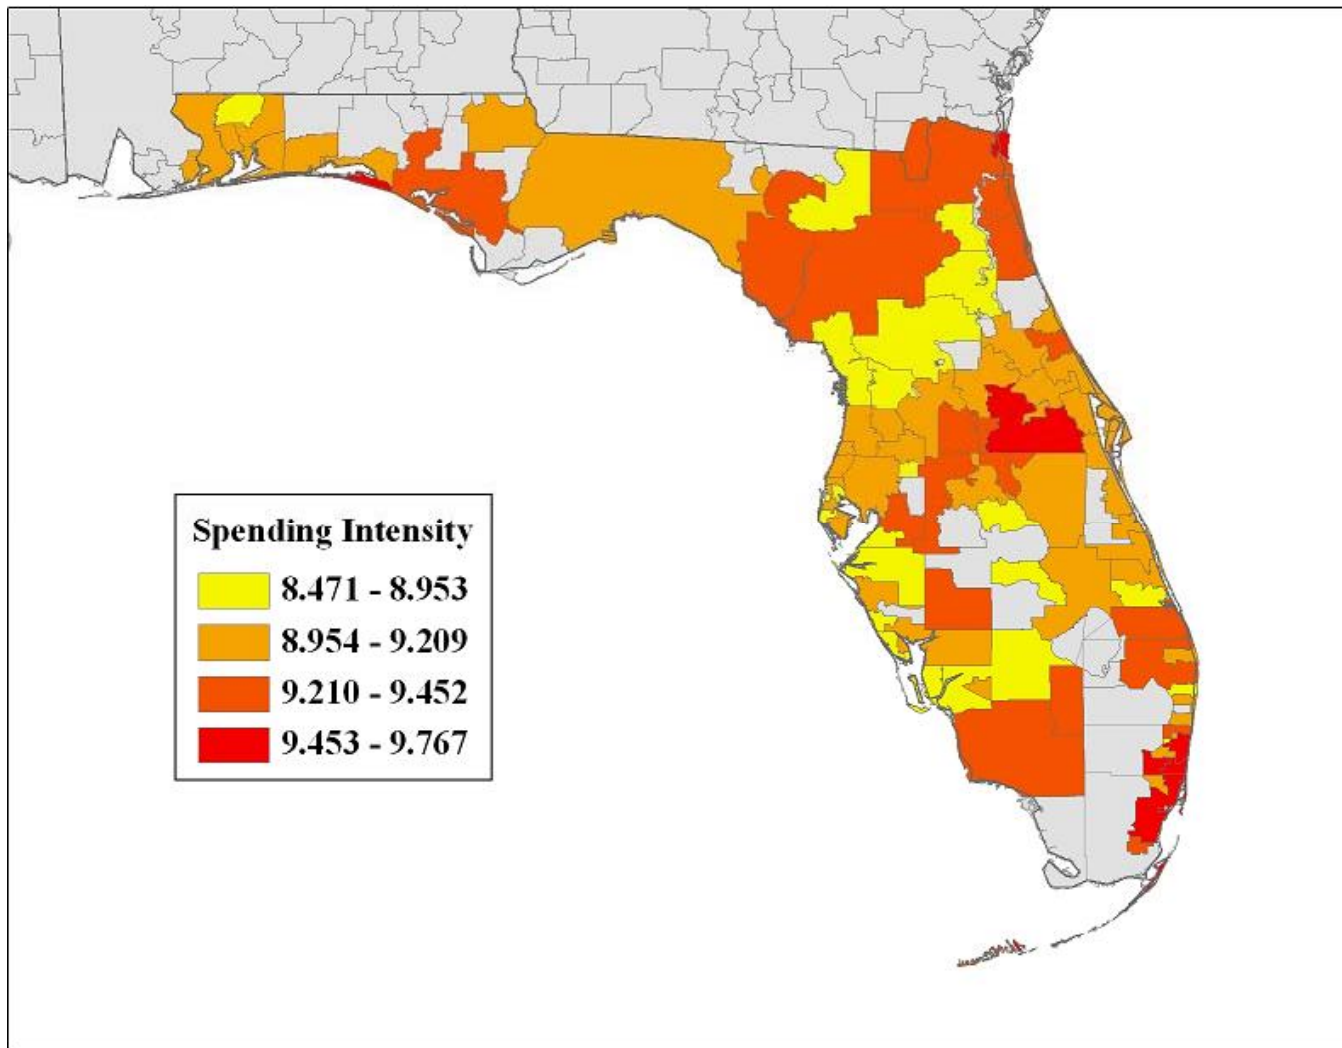 Spending Intensity
8.471 - 8.953
8.954 - 9.209
9.210 - 9.452
9.453 - 9.767